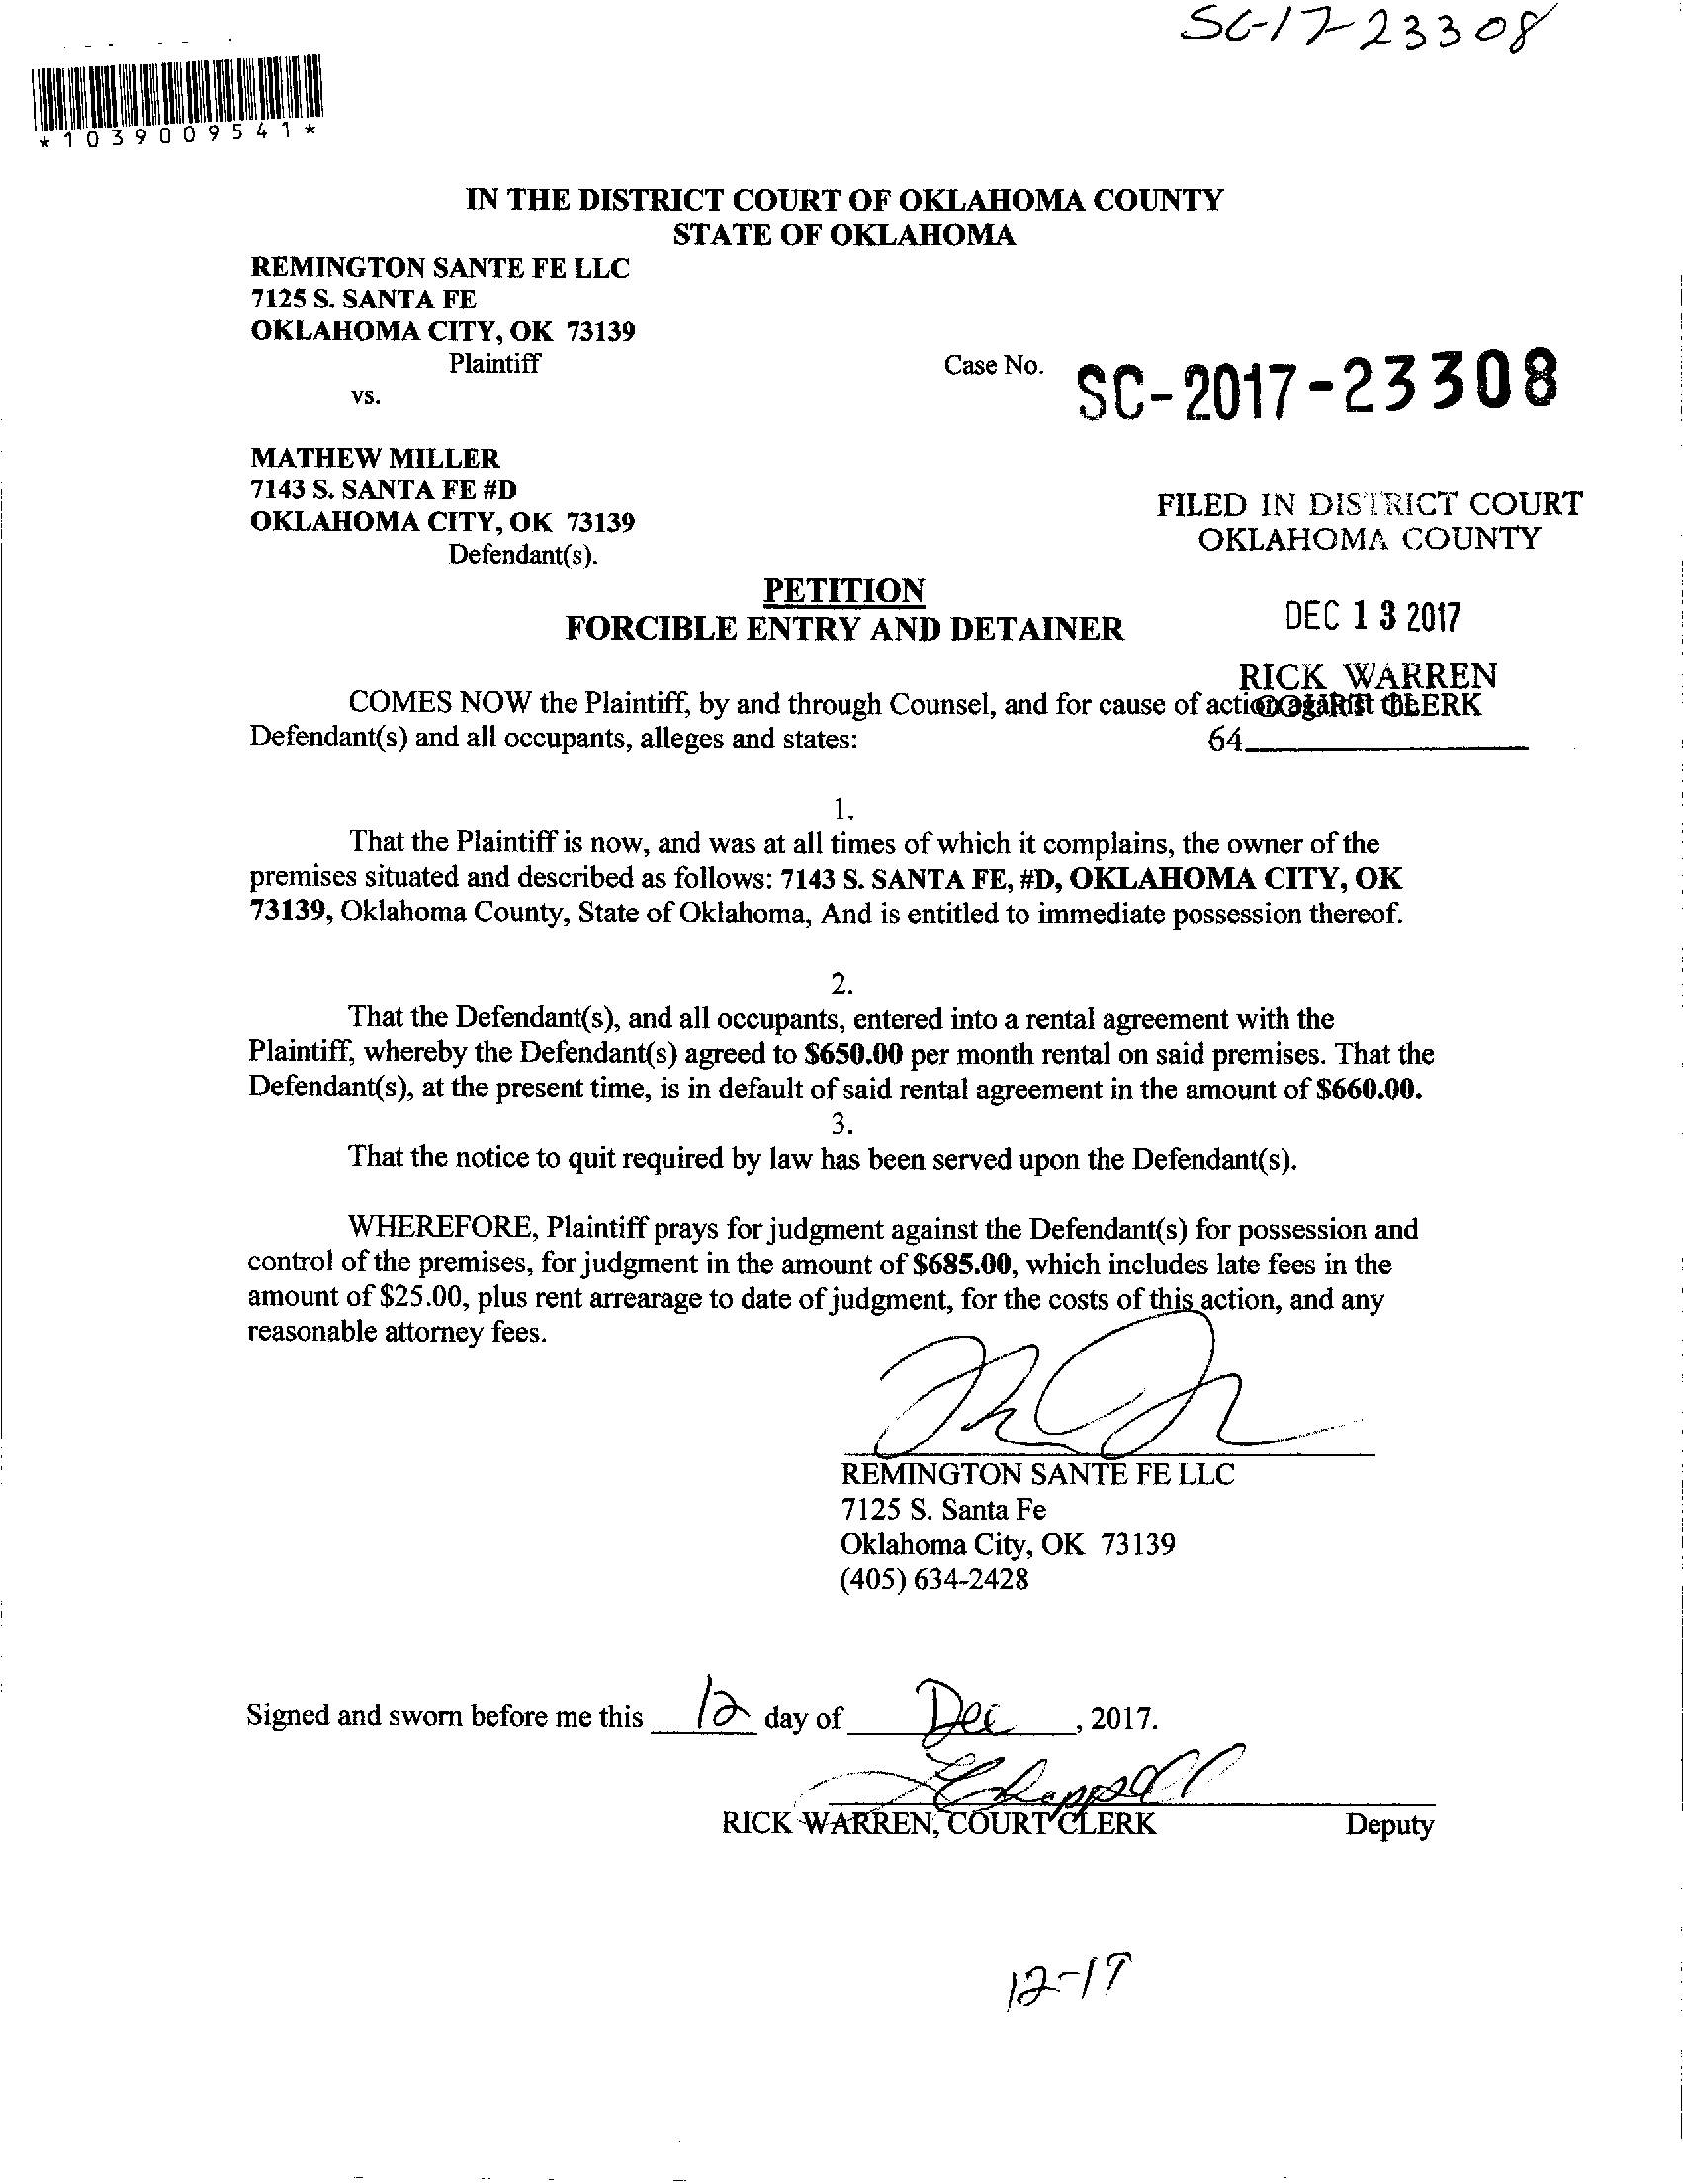 SC-17-23308
*1039009541*
IN THE DISTRICT COURT OF OKLAHOMA COUNTY
STATE OF OKLAHOMA
REMINGTON SANTE FE LLC
7125 S. SANTA FE
OKLAHOMA CITY, OK 73139
Plaintiff
Case No. SC-2017-23308
vs.
MATHEW MILLER
7143 S. SANTA FE #D
OKLAHOMA CITY, OK 73139
Defendant(s).
FILED IN DISTRICT COURT
OKLAHOMA COUNTY
PETITION
FORCIBLE ENTRY AND DETAINER
DEC 13 2017
RICK WARREN
COURT CLERK
64
COMES NOW the Plaintiff, by and through Counsel, and for cause of action against
Defendant(s) and all occupants, alleges and states:
1.
That the Plaintiff is now, and was at all times of which it complains, the owner of the
premises situated and described as follows: 7143 S. SANTA FE, #D, OKLAHOMA CITY, OK
73139, Oklahoma County, State of Oklahoma, And is entitled to immediate possession thereof.
2.
That the Defendant(s), and all occupants, entered into a rental agreement with the
Plaintiff, whereby the Defendant(s) agreed to $650.00 per month rental on said premises. That the
Defendant(s), at the present time, is in default of said rental agreement in the amount of $660.00.
3.
That the notice to quit required by law has been served upon the Defendant(s).
WHEREFORE, Plaintiff prays for judgment against the Defendant(s) for possession and
control of the premises, for judgment in the amount of $685.00, which includes late fees in the
amount of $25.00, plus rent arrearage to date of judgment, for the costs of this action, and any
reasonable attorney fees.
REMINGTON SANTE FE LLC
7125 S. Santa Fe
Oklahoma City, OK 73139
(405) 634-2428
Signed and sworn before me this 12 day of Dec, 2017.
RICK WARREN, COURT CLERK Deputy
12-19